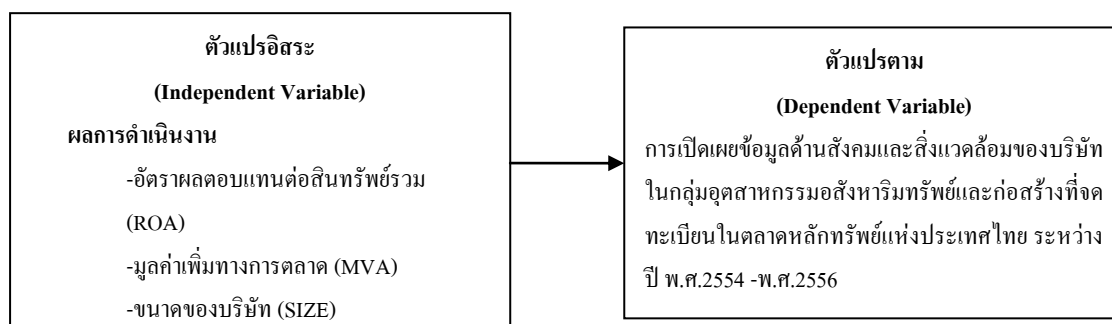 ตัวแปรอิสระ
(Independent Variable)
ผลการดำเนินงาน
-อัตราผลตอบแทนต่อสินทรัพย์รวม
(ROA)
-มูลค่าเพิ่มทางการตลาด (MVA)
-ขนาดของบริษัท (SIZE)
ตัวแปรตาม
(Dependent Variable)
การเปิดเผยข้อมูลด้านสังคมและสิ่งแวดล้อมของบริษัท
ในกลุ่มอุตสาหกรรมอสังหาริมทรัพย์และก่อสร้างที่จด
ทะเบียนในตลาดหลักทรัพย์แห่งประเทศไทย ระหว่าง
ปี พ.ศ.2554 -พ.ศ.2556